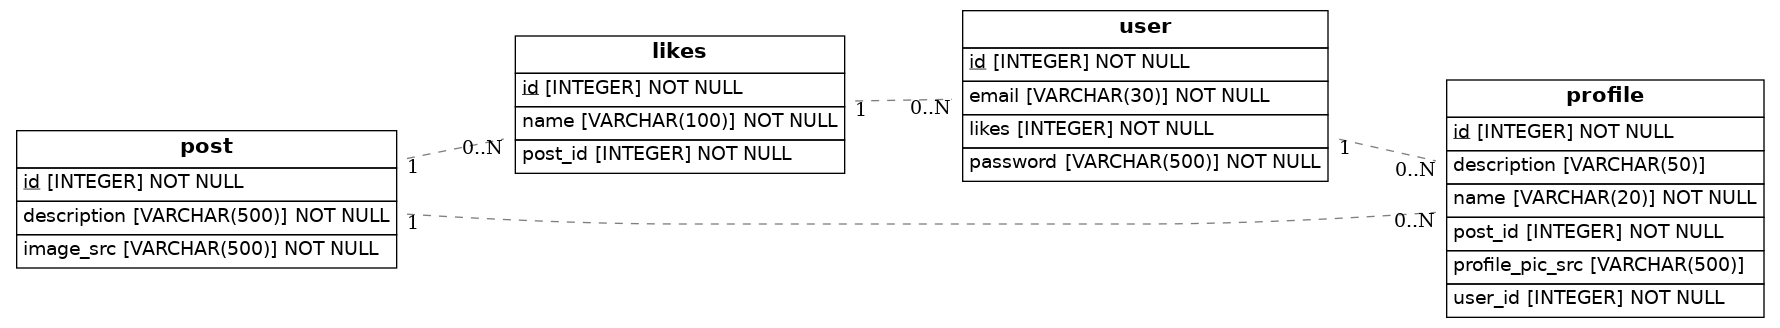 post
id [INTEGER] NOT NULL
description [VARCHAR(500)] NOT NULL
image_src [VARCHAR(500)] NOT NULL
1
0..N
1
0..N
likes
id [INTEGER] NOT NULL
name [VARCHAR(100)] NOT NULL
post_id [INTEGER] NOT NULL
1
0..N
user
id [INTEGER] NOT NULL
email [VARCHAR(30)] NOT NULL
likes [INTEGER] NOT NULL
password [VARCHAR(500)] NOT NULL
1
0..N
profile
id [INTEGER] NOT NULL
description [VARCHAR(50)]
name [VARCHAR(20)] NOT NULL
post_id [INTEGER] NOT NULL
profile_pic_src [VARCHAR(500)]
user_id [INTEGER] NOT NULL